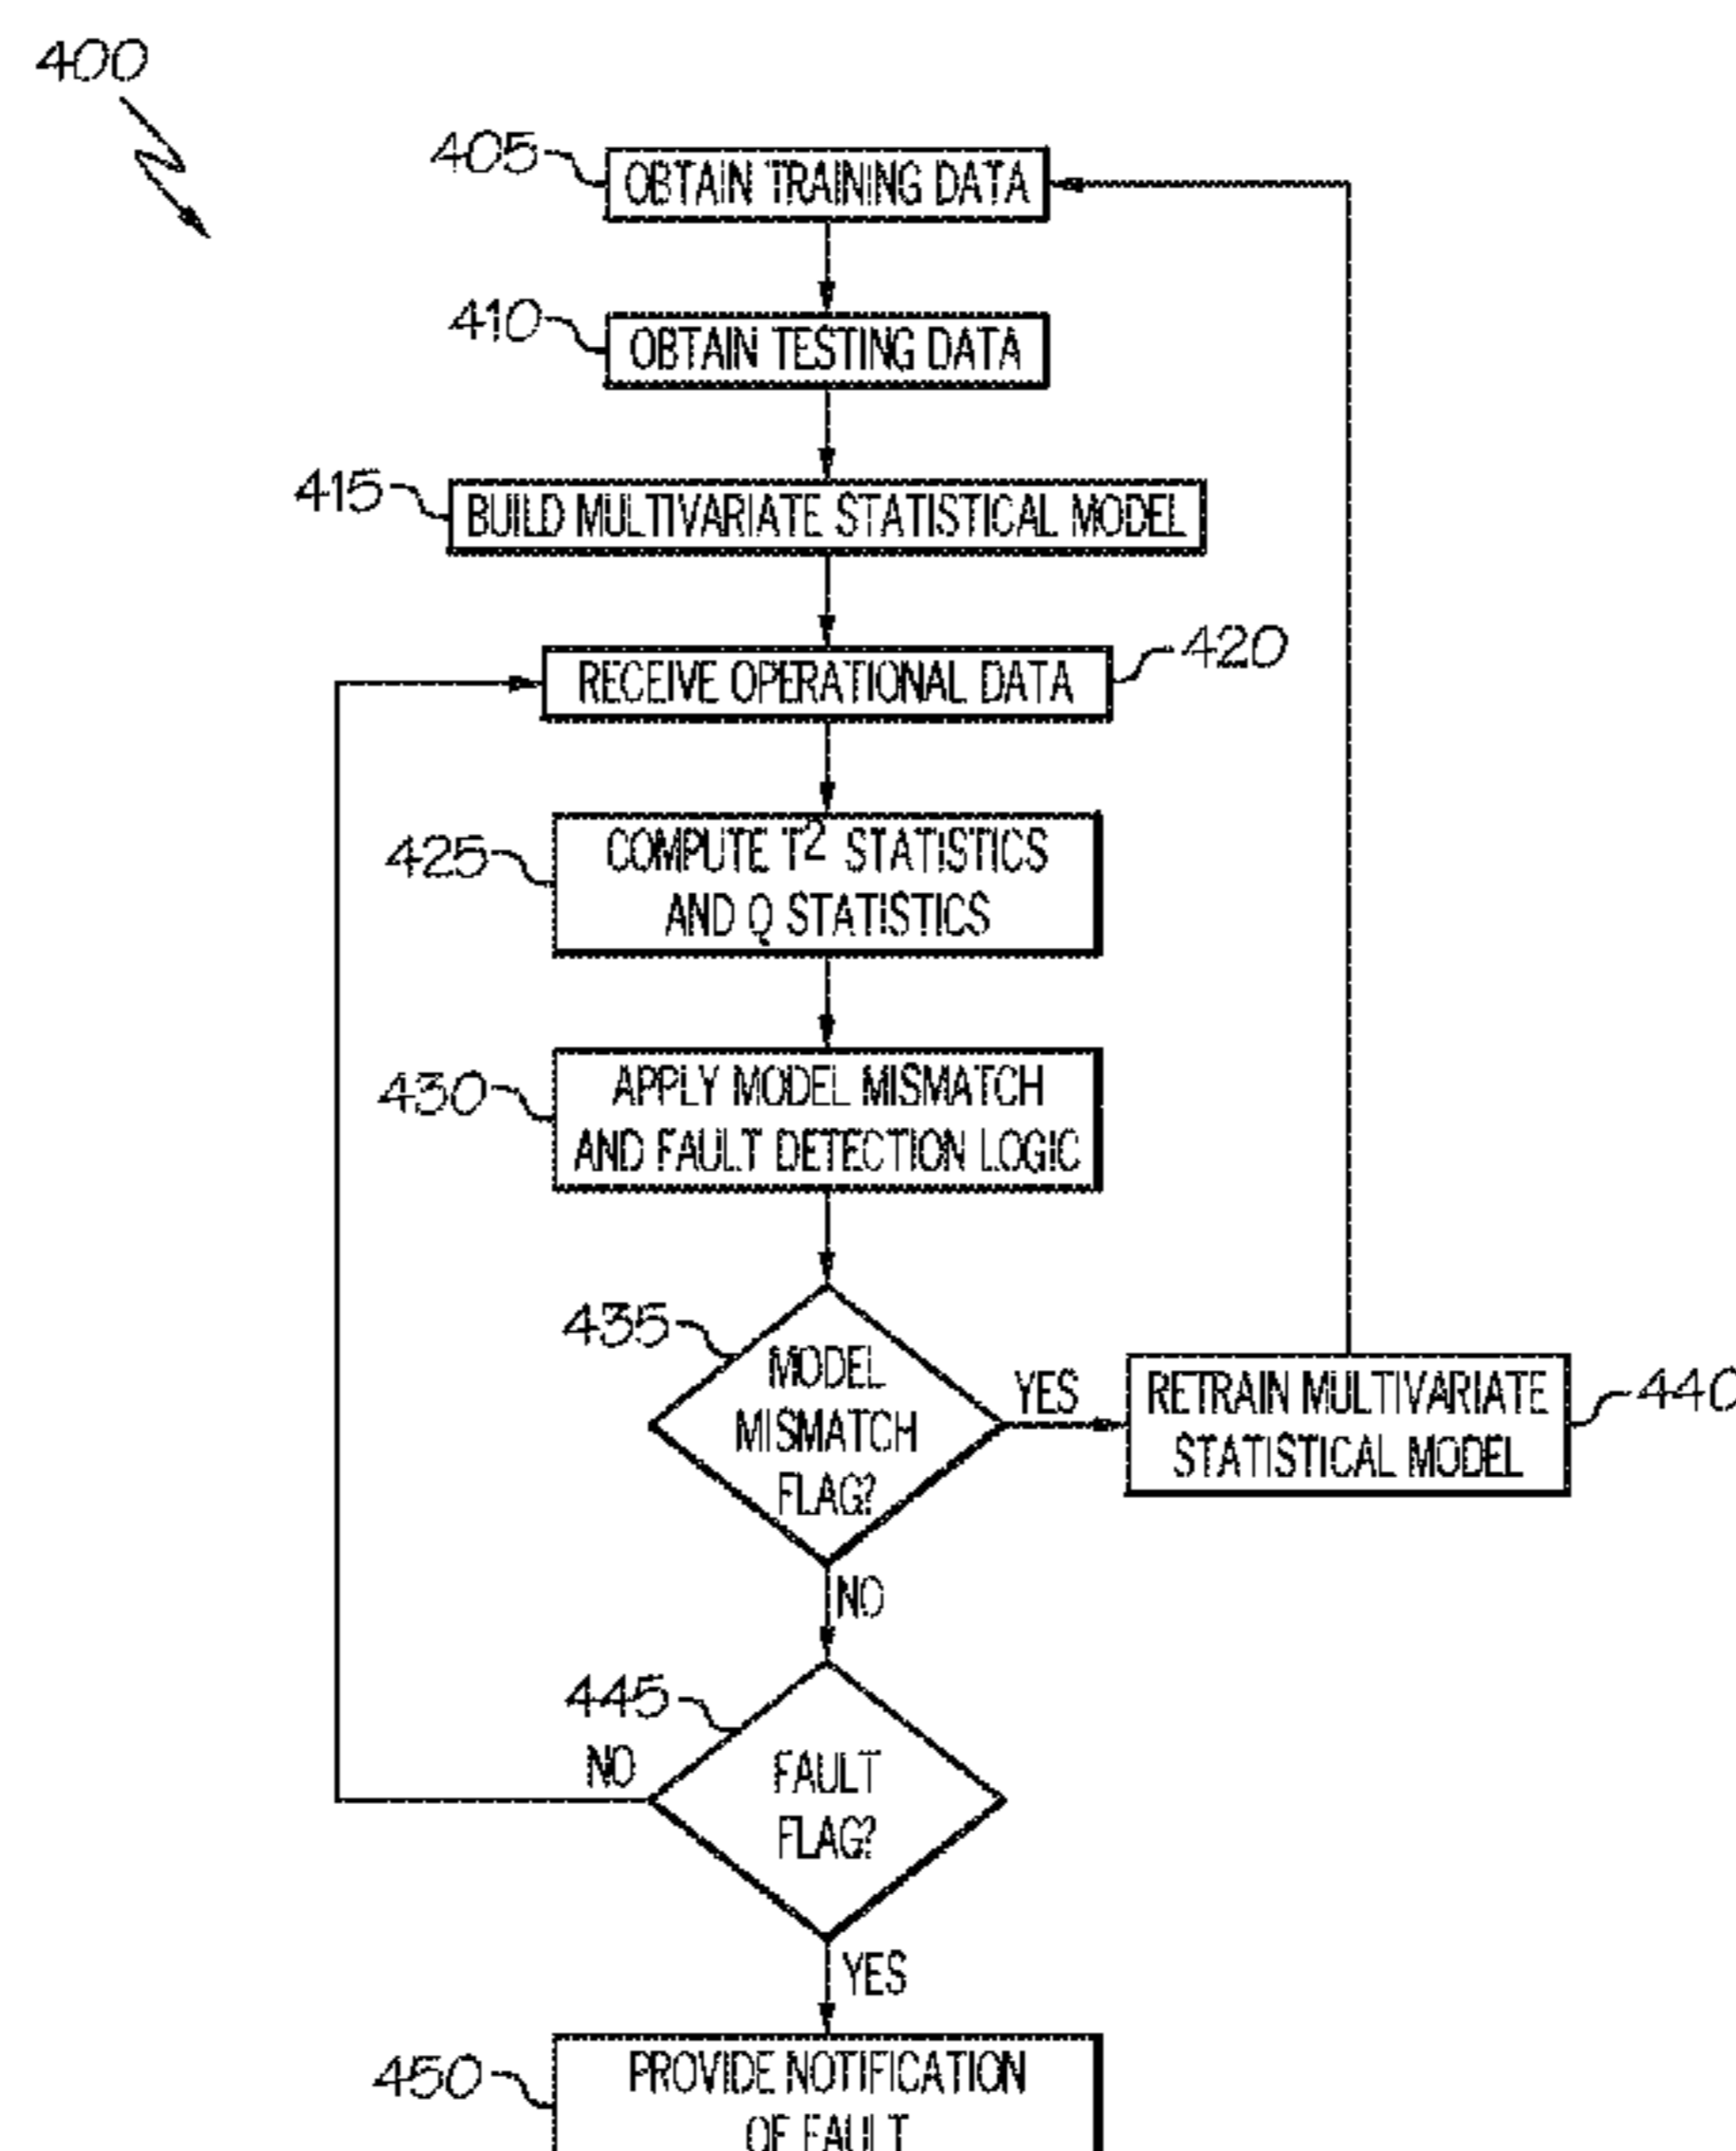 400
405
OBTAIN TRAINING DATA
410
OBTAIN TESTING DATA
415
BUILD MULTIVARIATE STATISTICAL MODEL
420
RECEIVE OPERATIONAL DATA
425
COMPUTE T² STATISTICS
AND Q STATISTICS
430
APPLY MODEL MISMATCH
AND FAULT DETECTION LOGIC
435
MODEL
MISMATCH
FLAG?
YES
RETRAIN MULTIVARIATE
STATISTICAL MODEL
440
NO
445
NO
FAULT
FLAG?
YES
450
PROVIDE NOTIFICATION
OF FAULT